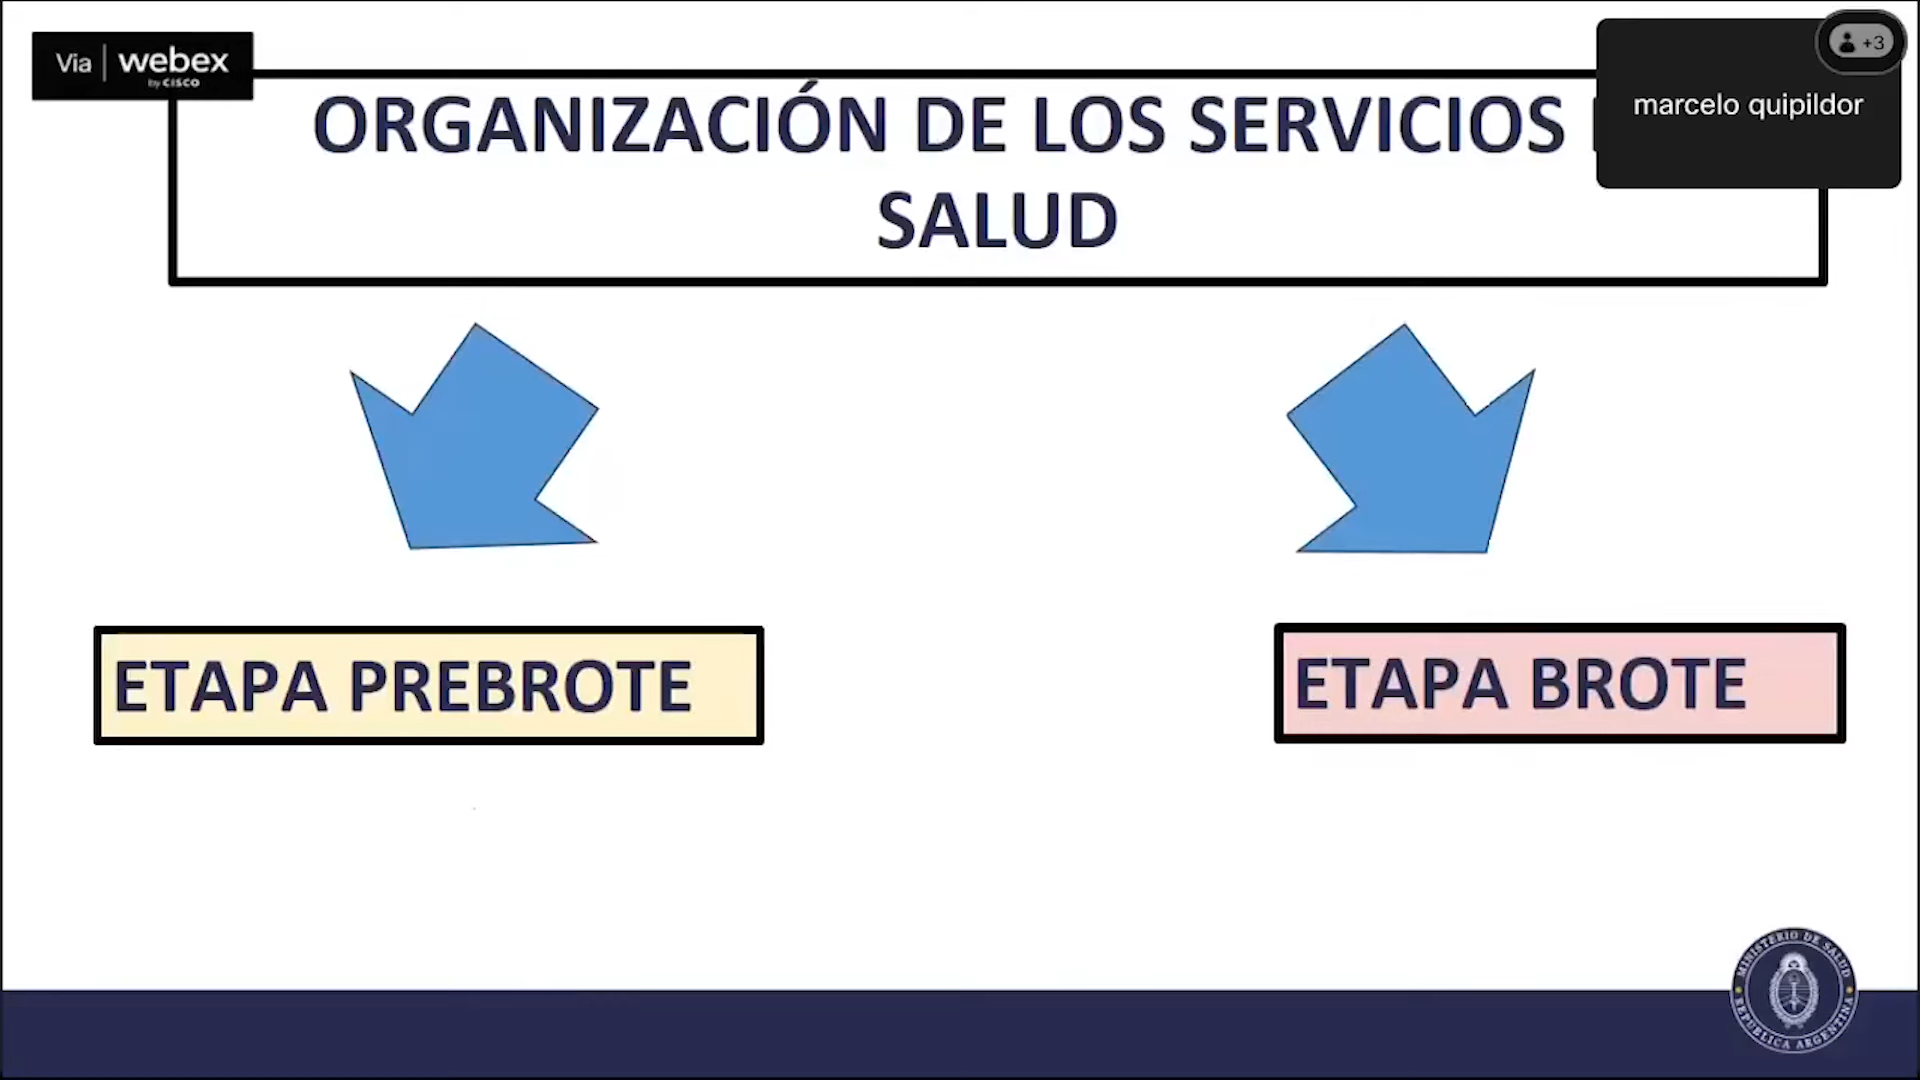 Via webex
by CISCO
+3
marcelo quipildor
ORGANIZACIÓN DE LOS SERVICIOS
SALUD
ETAPA PREBROTE
ETAPA BROTE
MINISTERIO DE SALUD
REPÚBLICA ARGENTINA